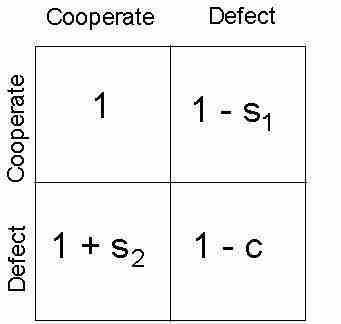 Cooperate Defect
Cooperate
1
1 - s₁
Defect
1 + s₂
1 - c